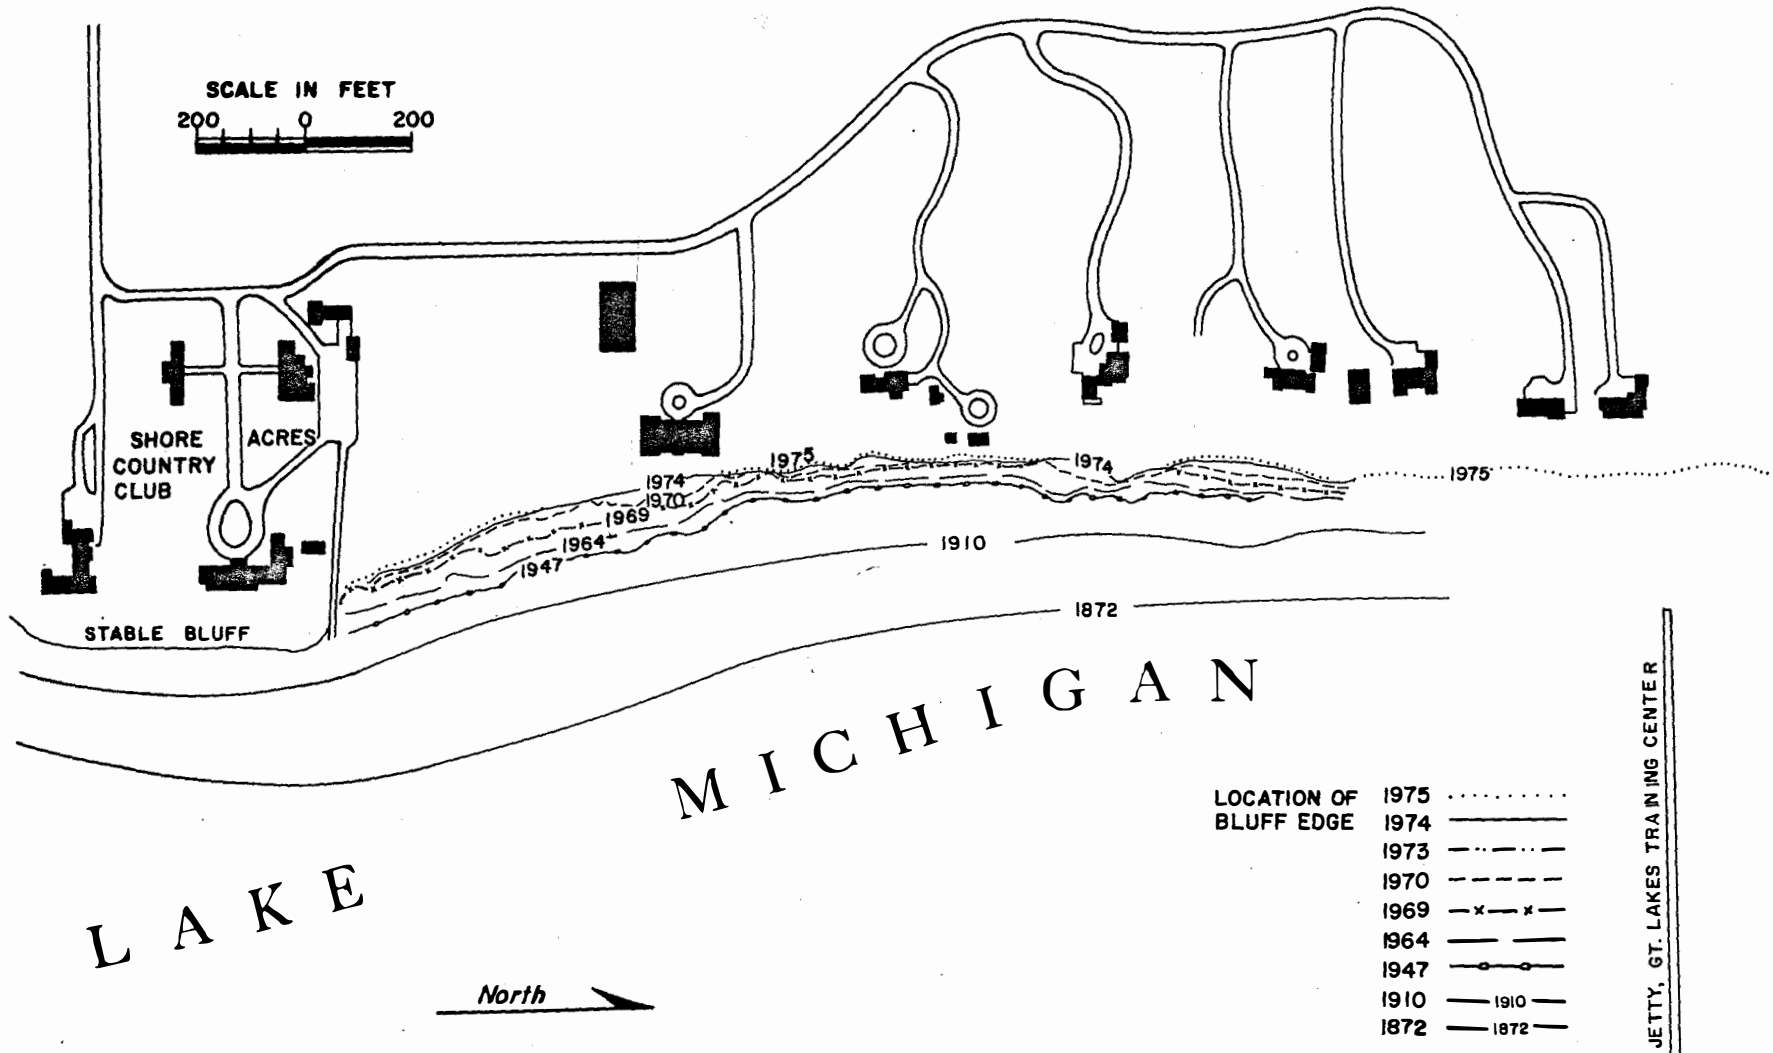 SCALE IN FEET
200 0 200
SHORE ACRES
COUNTRY
CLUB
STABLE BLUFF
1975
1974
1974
1970
1969
1964
1947
1975
1910
1872
LAKE MICHIGAN
North
LOCATION OF
BLUFF EDGE
1975
1974
1973
1970
1969
1964
1947
1910 1910
1872 1872
JETTY, GT. LAKES TRAINING CENTER